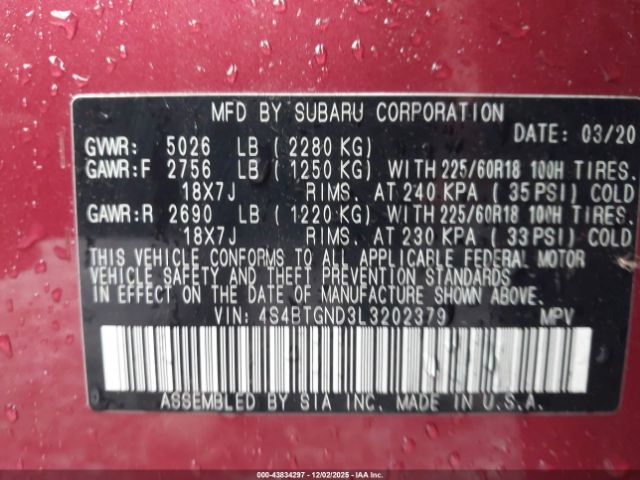 MFD BY SUBARU CORPORATION
DATE: 03/20
GVWR: 5026 LB (2280 KG)
GAWR:F 2756 LB (1250 KG) WITH 225/60R18 100H TIRES.
18X7J RIMS. AT 240 KPA (35 PSI) COLD
GAWR:R 2690 LB (1220 KG) WITH 225/60R18 100H TIRES.
18X7J RIMS. AT 230 KPA (33 PSI) COLD
THIS VEHICLE CONFORMS TO ALL APPLICABLE FEDERAL MOTOR
VEHICLE SAFETY AND THEFT PREVENTION STANDARDS
IN EFFECT ON THE DATE OF MANUFACTURE SHOWN ABOVE.
VIN: 4S4BTGND3L3202379 MPV
ASSEMBLED BY SIA INC. MADE IN U.S.A.
000-43834297 - 12/02/2025 - IAAI.COM